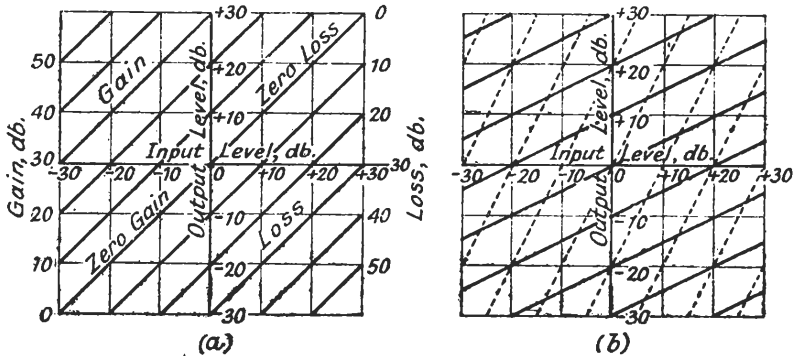 +30
0
+30
50
Gain
+20
Zero Loss
10
+20
40
+10
20
+10
Gain, db.
Output Level, db.
Loss, db.
Output Level, db.
30
Input Level, db.
30
Input Level, db.
-30 -20 -10 0 +10 +20 +30
-30 -20 -10 0 +10 +20 +30
20
Zero Gain
-10
Loss
40
-10
10
-20
50
-20
0
-30
-30
(a)
(b)